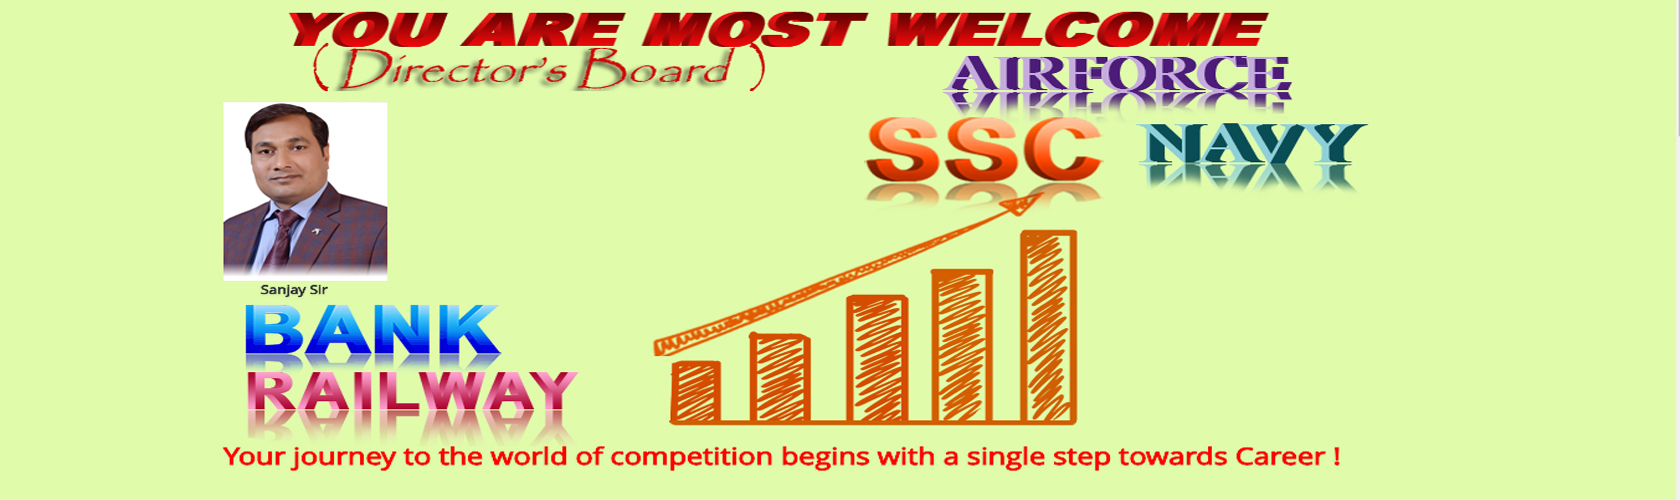 YOU ARE MOST WELCOME
(Director's Board)
AIRFORCE
SSC NAVY
Sanjay Sir
BANK
RAILWAY
Your journey to the world of competition begins with a single step towards Career !